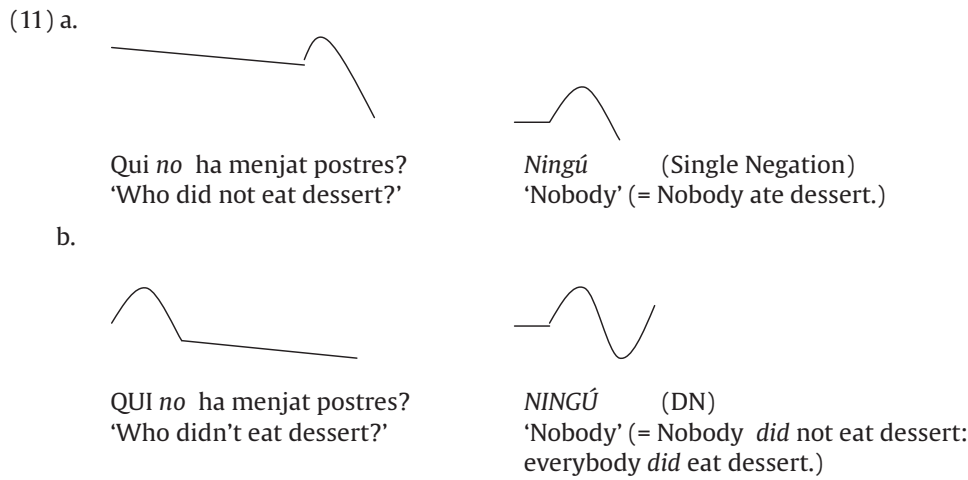 (11) a.
Qui no ha menjat postres? Ningú (Single Negation)
‘Who did not eat dessert?’ ‘Nobody’ (= Nobody ate dessert.)
b.
QUI no ha menjat postres? NINGÚ (DN)
‘Who didn’t eat dessert?’ ‘Nobody’ (= Nobody did not eat dessert:
everybody did eat dessert.)